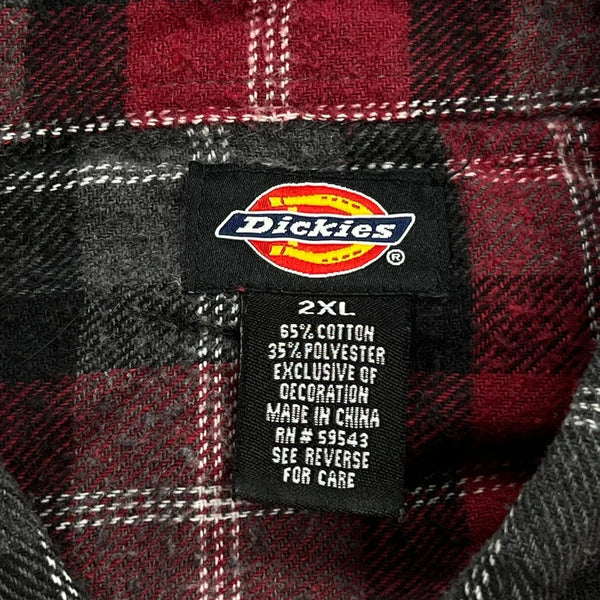 Dickies
®
2XL
65% COTTON
35% POLYESTER
EXCLUSIVE OF
DECORATION
MADE IN CHINA
RN # 59543
SEE REVERSE
FOR CARE